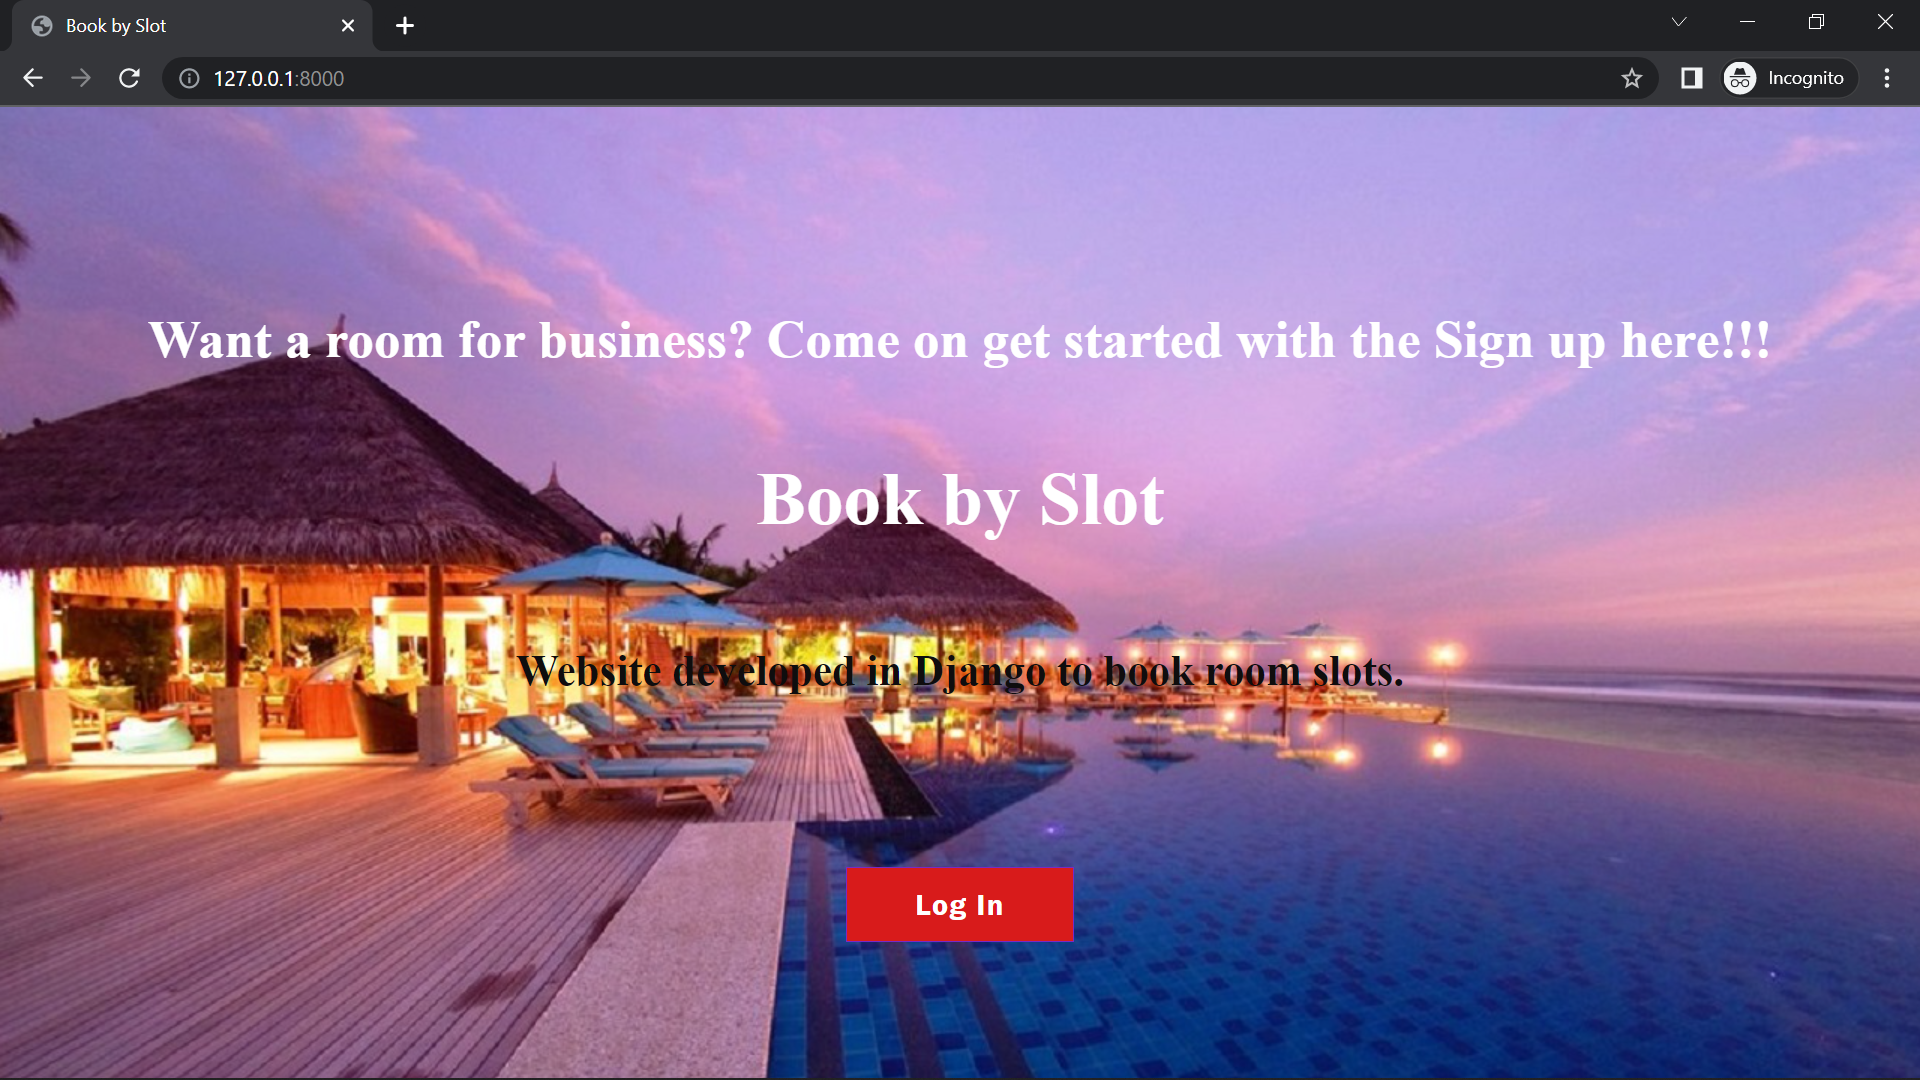 Book by Slot
127.0.0.1:8000
Incognito
Want a room for business? Come on get started with the Sign up here!!!
Book by Slot
Website developed in Django to book room slots.
Log In